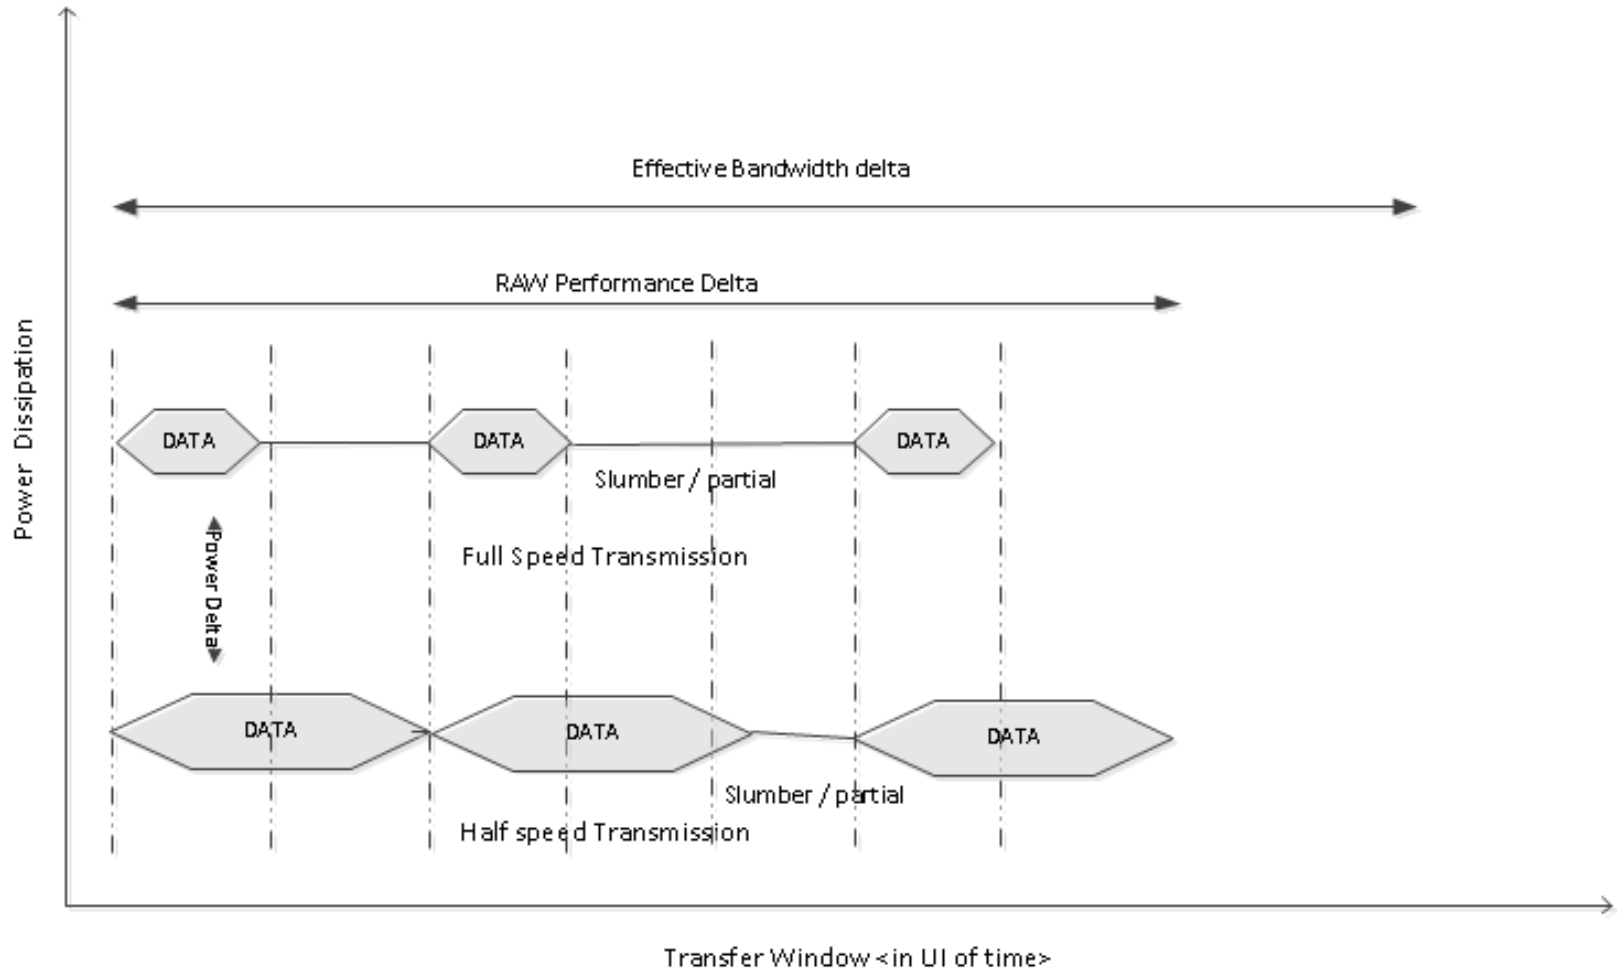 Effective Bandwidth delta
RAW Performance Delta
Power Dissipation
DATA
DATA
DATA
Slumber / partial
Power Delta
Full Speed Transmission
DATA
DATA
DATA
Slumber / partial
Half speed Transmission
Transfer Window <in UI of time>